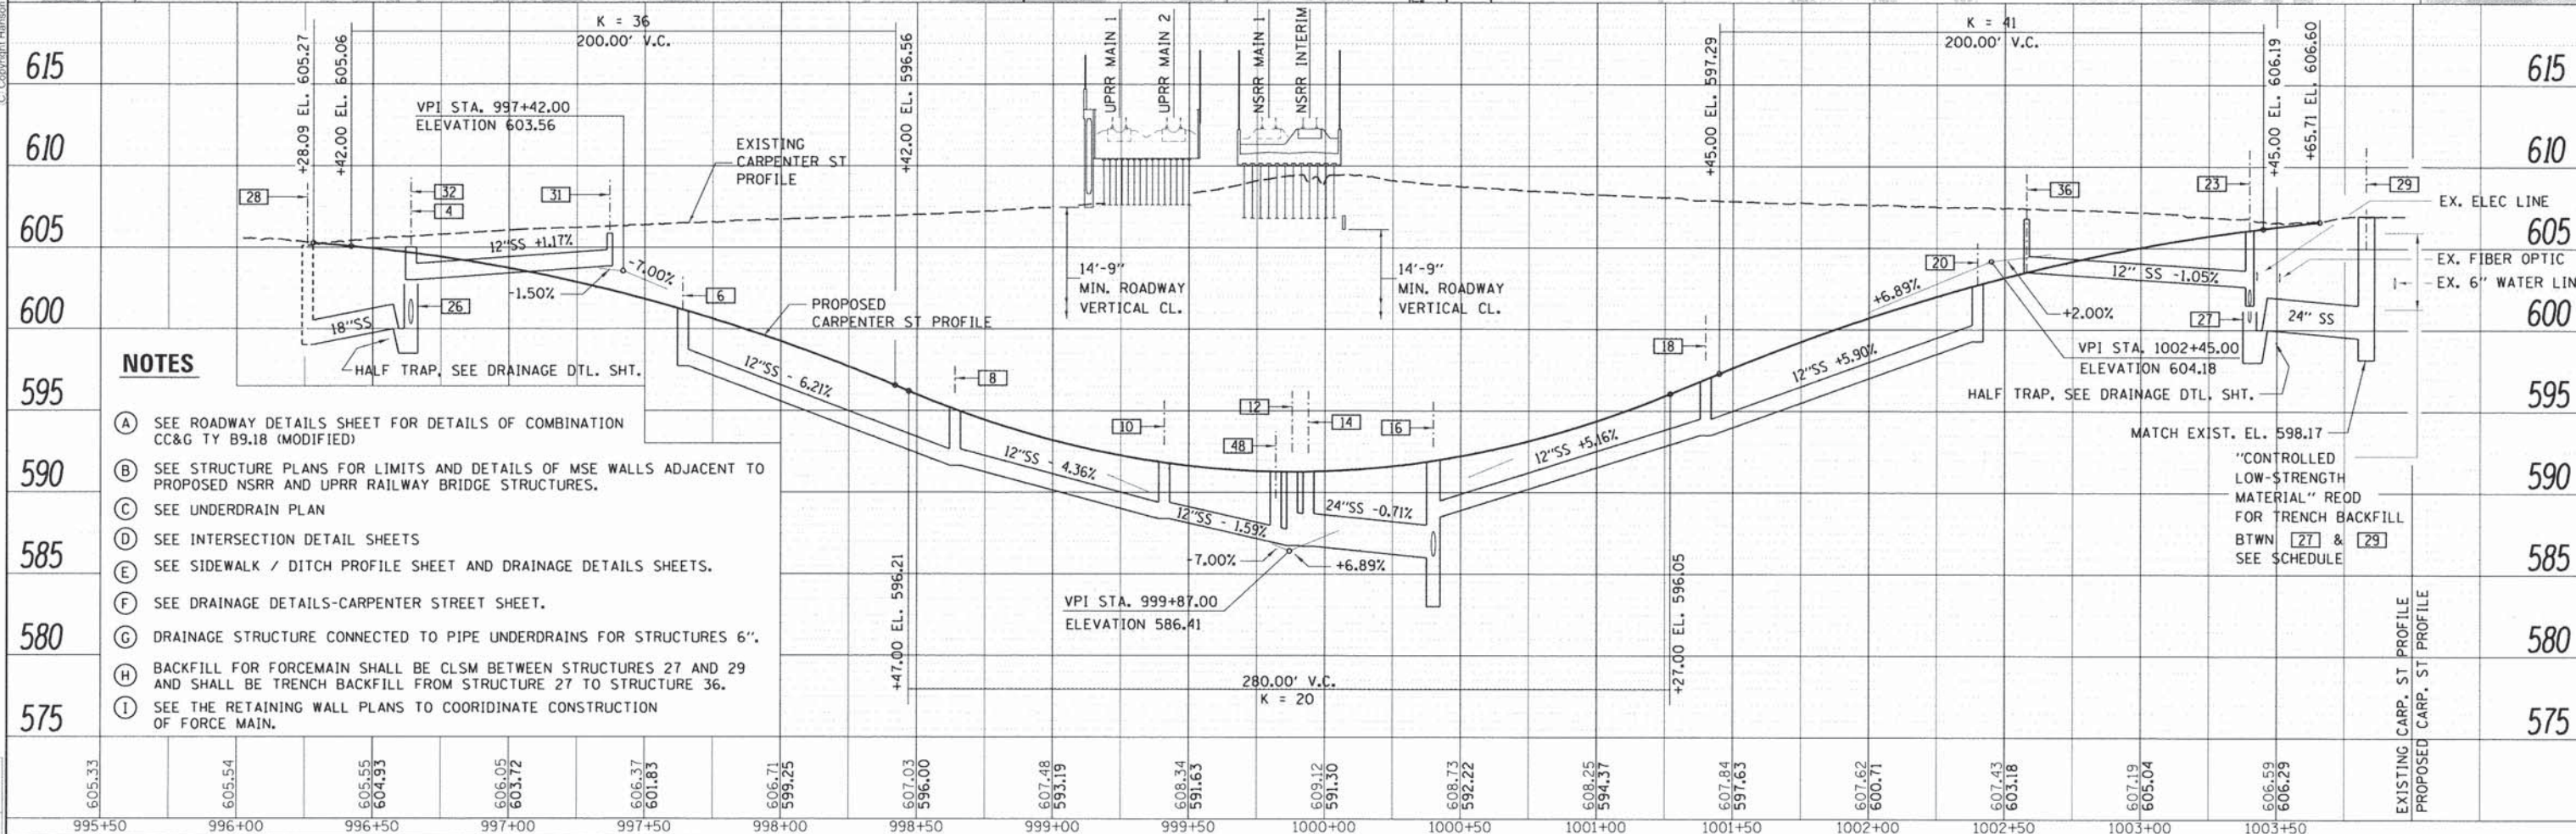 K = 36
200.00' V.C.
K = 41
200.00' V.C.
+28.09 EL. 605.27
+42.00 EL. 605.06
+42.00 EL. 596.56
UPRR MAIN 1
UPRR MAIN 2
NSRR MAIN 1
NSRR INTERIM
+45.00 EL. 597.29
+45.00 EL. 606.19
+65.71 EL. 606.60
615
615
610
610
605
605
600
600
595
595
590
590
585
585
580
580
575
575
VPI STA. 997+42.00
ELEVATION 603.56
EXISTING
CARPENTER ST
PROFILE
28
32
4
31
12"SS +1.17%
-7.00%
-1.50%
6
26
18"SS
HALF TRAP, SEE DRAINAGE DTL. SHT.
PROPOSED
CARPENTER ST PROFILE
14'-9"
MIN. ROADWAY
VERTICAL CL.
14'-9"
MIN. ROADWAY
VERTICAL CL.
36
23
29
EX. ELEC LINE
EX. FIBER OPTIC
EX. 6" WATER LIN
20
+6.89%
12" SS -1.05%
+2.00%
27
24" SS
VPI STA. 1002+45.00
ELEVATION 604.18
HALF TRAP, SEE DRAINAGE DTL. SHT.
MATCH EXIST. EL. 598.17
"CONTROLLED
LOW-STRENGTH
MATERIAL" REQD
FOR TRENCH BACKFILL
BTWN 27 & 29
SEE SCHEDULE
18
12"SS +5.90%
12"SS - 6.21%
8
12"SS - 4.36%
10
12
14
48
16
12"SS +5.16%
12"SS - 1.59%
24"SS -0.71%
-7.00%
+6.89%
VPI STA. 999+87.00
ELEVATION 586.41
+47.00 EL. 596.21
+27.00 EL. 596.05
280.00' V.C.
K = 20
NOTES
A SEE ROADWAY DETAILS SHEET FOR DETAILS OF COMBINATION
CC&G TY B9.18 (MODIFIED)
B SEE STRUCTURE PLANS FOR LIMITS AND DETAILS OF MSE WALLS ADJACENT TO
PROPOSED NSRR AND UPRR RAILWAY BRIDGE STRUCTURES.
C SEE UNDERDRAIN PLAN
D SEE INTERSECTION DETAIL SHEETS
E SEE SIDEWALK / DITCH PROFILE SHEET AND DRAINAGE DETAILS SHEETS.
F SEE DRAINAGE DETAILS-CARPENTER STREET SHEET.
G DRAINAGE STRUCTURE CONNECTED TO PIPE UNDERDRAINS FOR STRUCTURES 6".
H BACKFILL FOR FORCEMAIN SHALL BE CLSM BETWEEN STRUCTURES 27 AND 29
AND SHALL BE TRENCH BACKFILL FROM STRUCTURE 27 TO STRUCTURE 36.
I SEE THE RETAINING WALL PLANS TO COORIDINATE CONSTRUCTION
OF FORCE MAIN.
EXISTING CARP. ST PROFILE
PROPOSED CARP. ST PROFILE
605.33
605.54
605.55
604.93
606.05
603.72
606.37
601.83
606.71
599.25
607.03
596.00
607.48
593.19
608.34
591.63
609.12
591.30
608.73
592.22
608.25
594.37
607.84
597.63
607.62
600.71
607.43
603.18
607.19
605.04
606.59
606.29
995+50
996+00
996+50
997+00
997+50
998+00
998+50
999+00
999+50
1000+00
1000+50
1001+00
1001+50
1002+00
1002+50
1003+00
1003+50